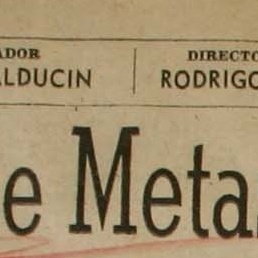 ADOR DIRECTO
ALDUCIN RODRIGO
e Meta